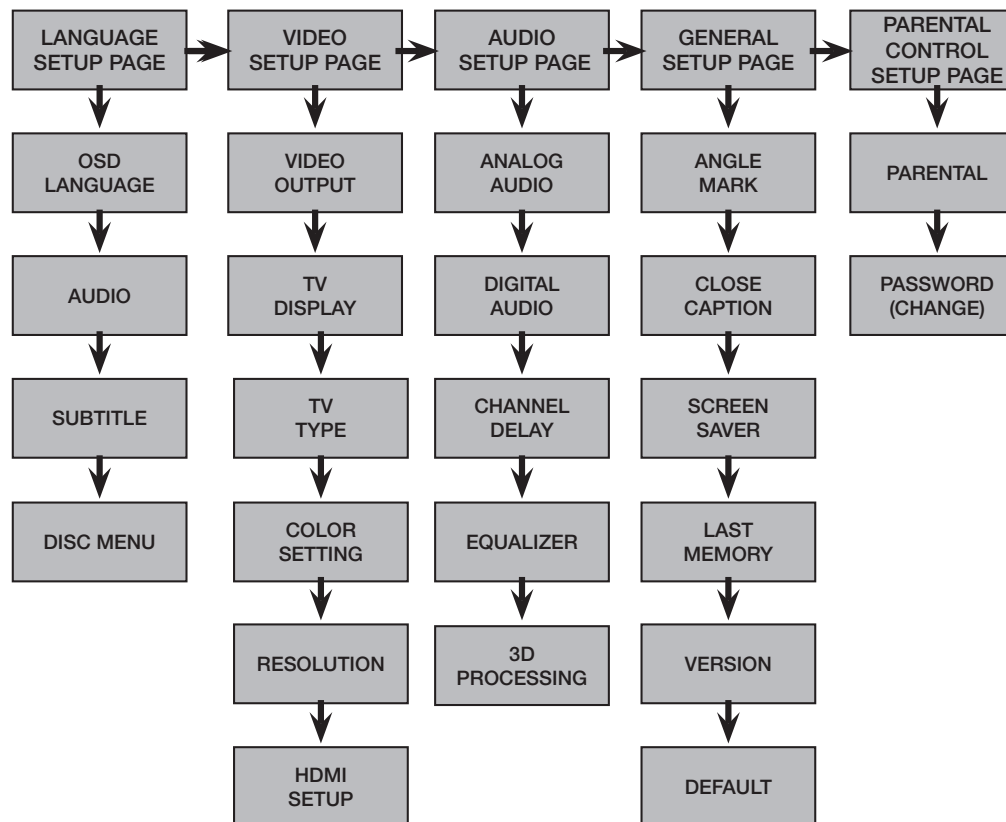 LANGUAGE
SETUP PAGE
VIDEO
SETUP PAGE
AUDIO
SETUP PAGE
GENERAL
SETUP PAGE
PARENTAL
CONTROL
SETUP PAGE
OSD
LANGUAGE
VIDEO
OUTPUT
ANALOG
AUDIO
ANGLE
MARK
PARENTAL
AUDIO
TV
DISPLAY
DIGITAL
AUDIO
CLOSE
CAPTION
PASSWORD
(CHANGE)
SUBTITLE
TV
TYPE
CHANNEL
DELAY
SCREEN
SAVER
DISC MENU
COLOR
SETTING
EQUALIZER
LAST
MEMORY
RESOLUTION
3D
PROCESSING
VERSION
HDMI
SETUP
DEFAULT